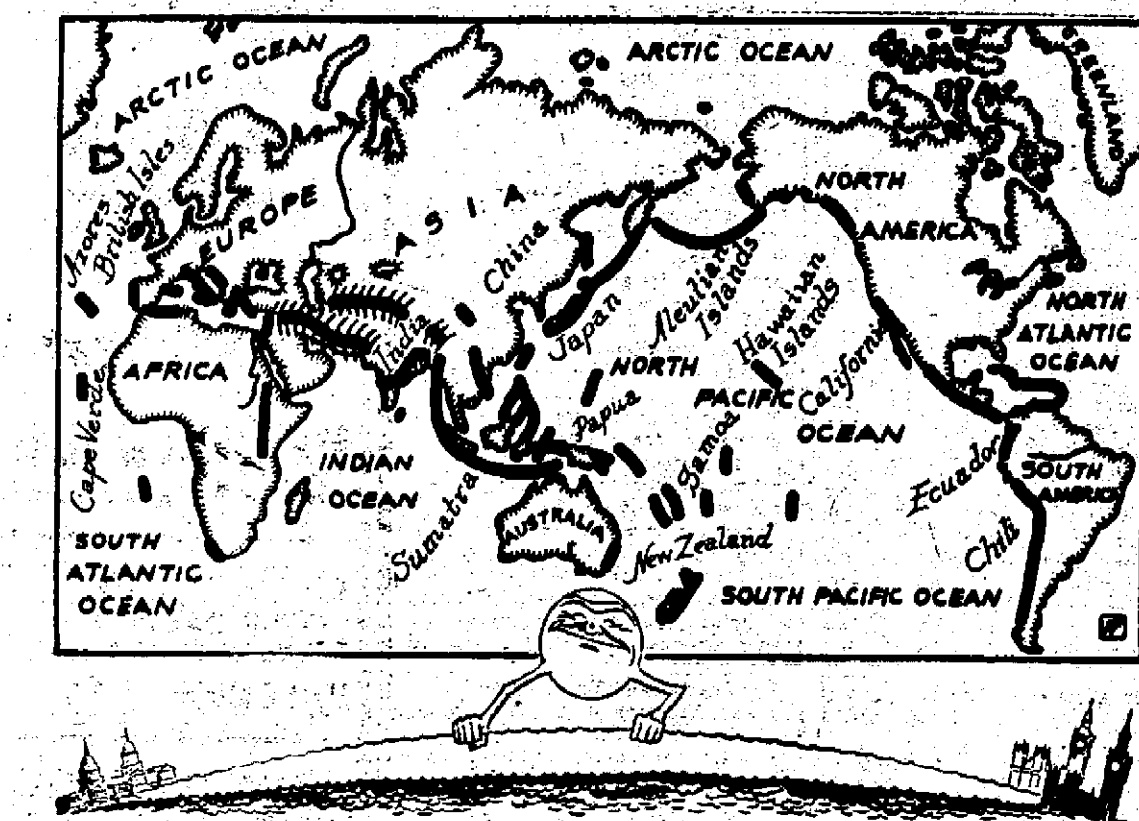 ARCTIC OCEAN
ARCTIC OCEAN
GREENLAND
Azores
British Isles
EUROPE
ASIA
China
NORTH
AMERICA
Japan
Aleutian
Islands
Hawaiian
Islands
California
NORTH
ATLANTIC
OCEAN
AFRICA
India
NORTH
PACIFIC
OCEAN
Papua
Samoa
Cape Verde
INDIAN
OCEAN
Sumatra
AUSTRALIA
New Zealand
Ecuador
SOUTH
AMERICA
Chili
SOUTH
ATLANTIC
OCEAN
SOUTH PACIFIC OCEAN